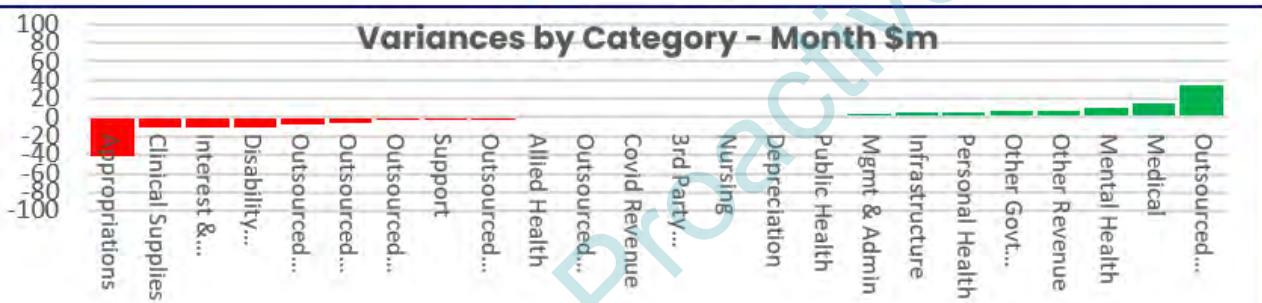 Variances by Category - Month $m
100
80
60
40
20
0
-20
-40
-60
-80
-100
Appropriations
Clinical Supplies
Interest &...
Disability...
Outsourced...
Outsourced...
Outsourced...
Support
Outsourced...
Allied Health
Outsourced...
Covid Revenue
3rd Party...
Nursing
Depreciation
Public Health
Mgmt & Admin
Infrastructure
Personal Health
Other Govt...
Other Revenue
Mental Health
Medical
Outsourced...
Proactive